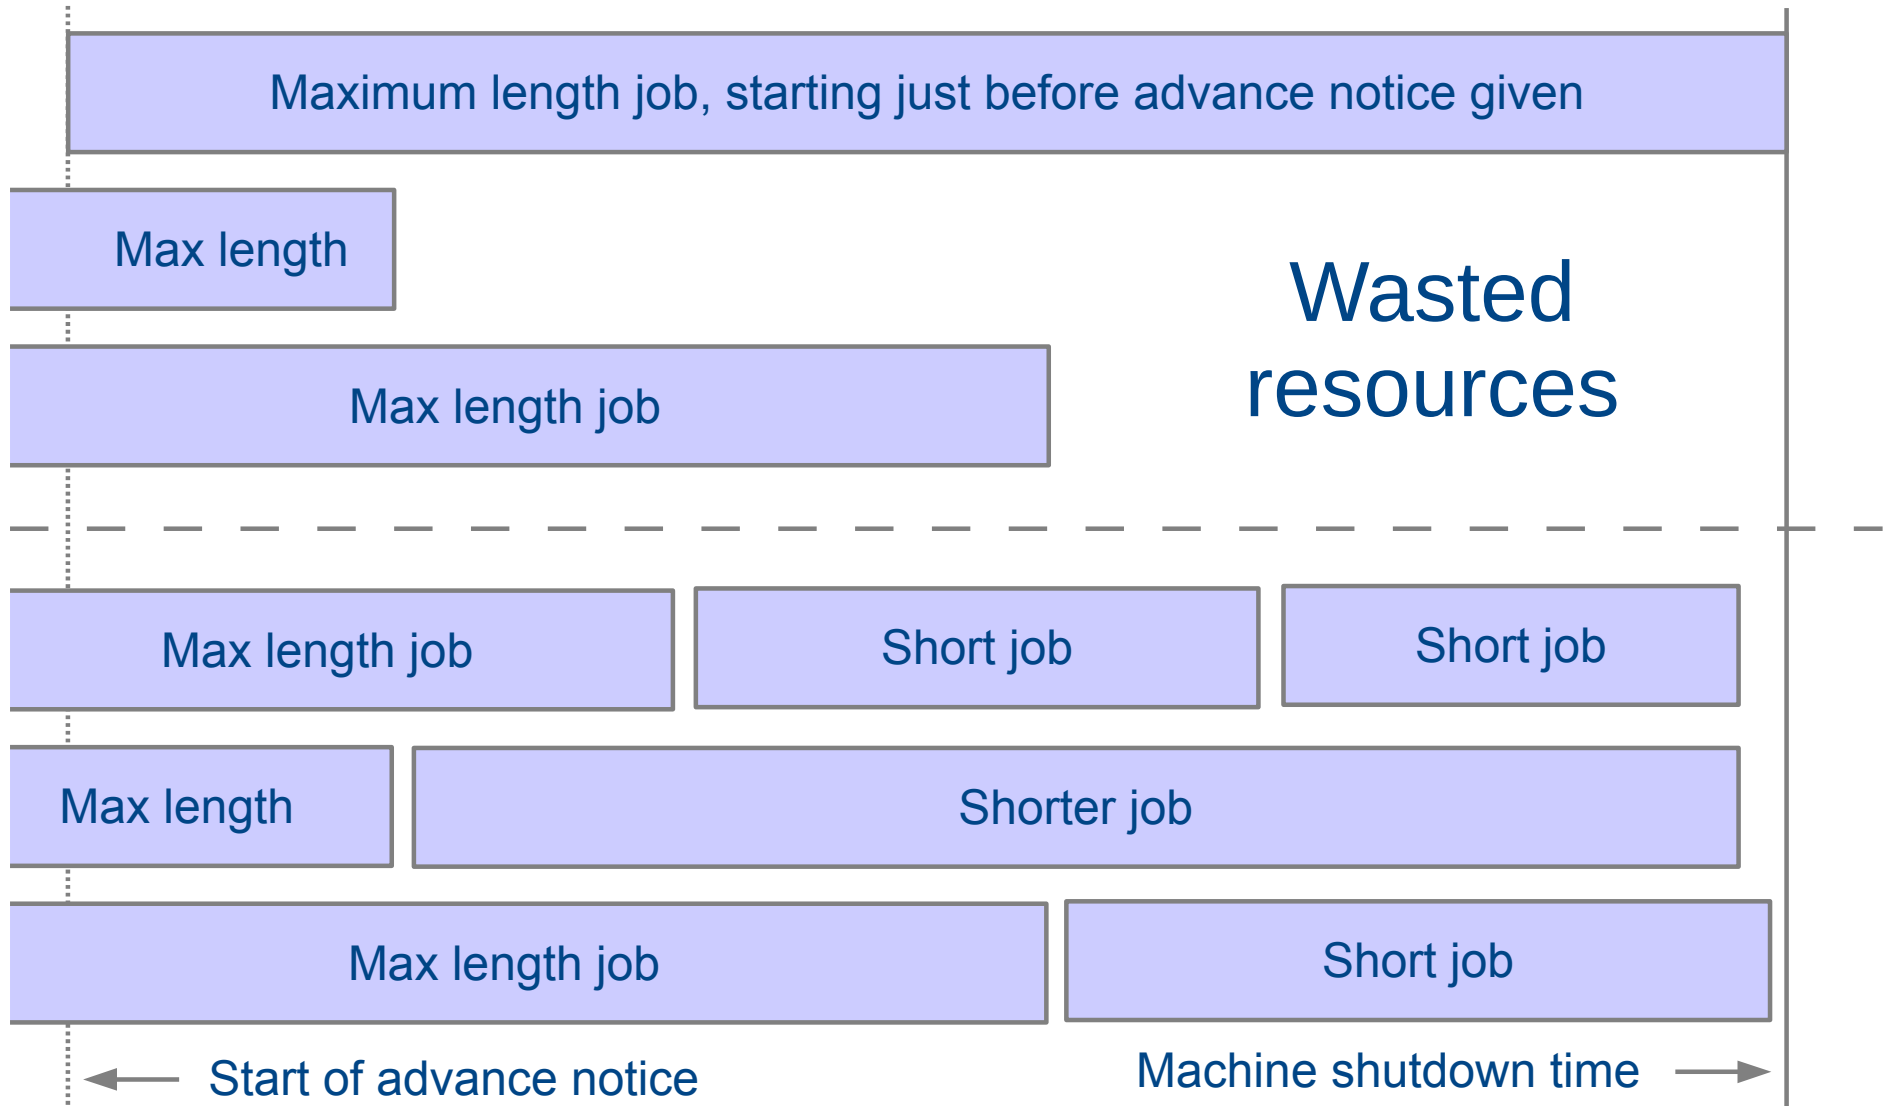 Maximum length job, starting just before advance notice given
Max length
Wasted
resources
Max length job
Max length job
Short job
Short job
Max length
Shorter job
Max length job
Short job
Start of advance notice
Machine shutdown time